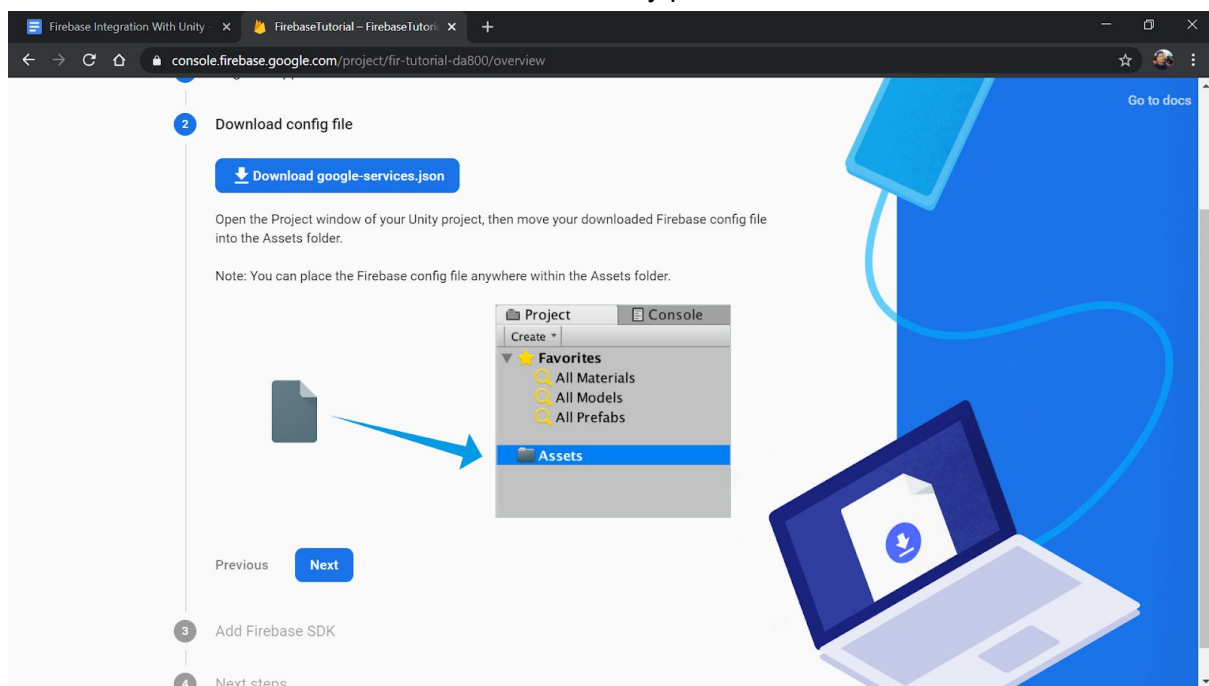 Firebase Integration With Unity -
FirebaseTutorial – FirebaseTutoria
console.firebase.google.com/project/fir-tutorial-da800/overview
Go to docs
2 Download config file
Download google-services.json
Open the Project window of your Unity project, then move your downloaded Firebase config file
into the Assets folder.
Note: You can place the Firebase config file anywhere within the Assets folder.
Project Console
Create
Favorites
All Materials
All Models
All Prefabs
Assets
Previous Next
3 Add Firebase SDK
4 Next steps